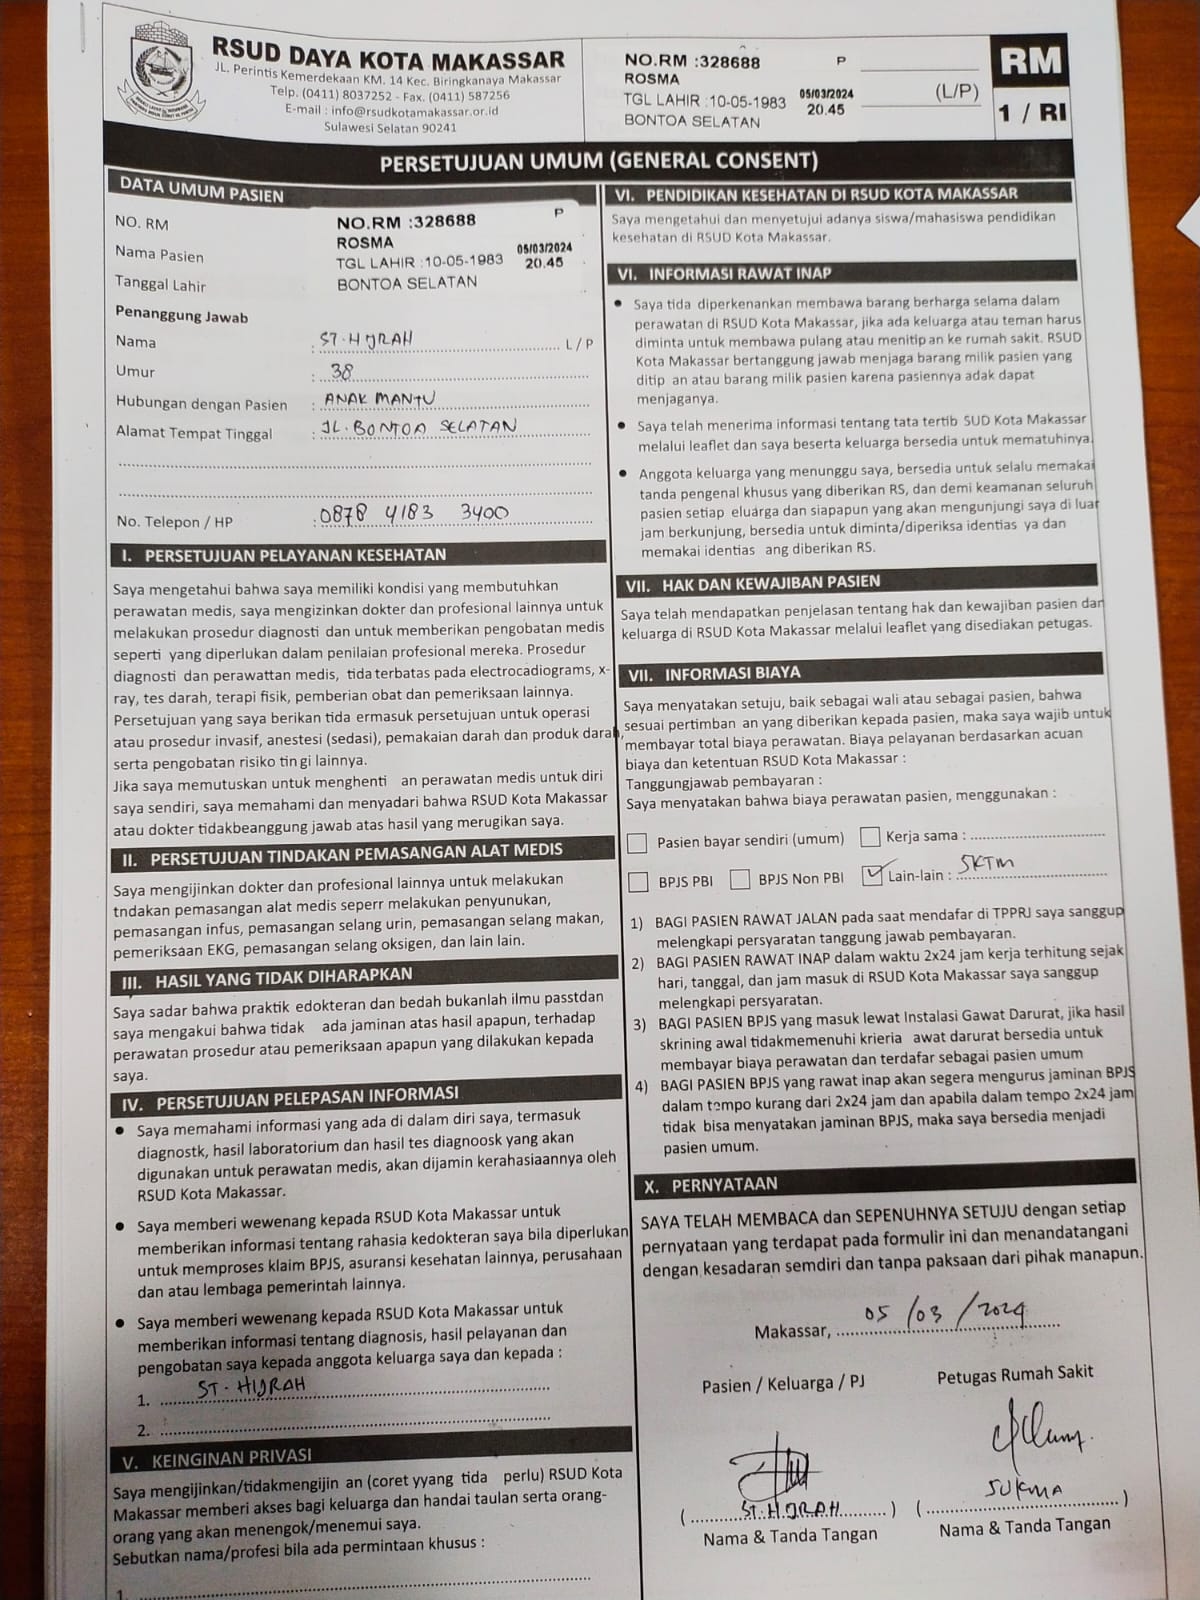 RSUD DAYA KOTA MAKASSAR
JL. Perintis Kemerdekaan KM. 14 Kec. Biringkanaya Makassar
Telp. (0411) 8037252 - Fax. (0411) 587256
E-mail : info@rsudkotamakassar.or.id
Sulawesi Selatan 90241
NO.RM :328688 P
ROSMA
TGL LAHIR :10-05-1983 05/03/2024 20.45
BONTOA SELATAN
(L/P)
RM
1 / RI
PERSETUJUAN UMUM (GENERAL CONSENT)
DATA UMUM PASIEN
NO. RM
Nama Pasien
Tanggal Lahir
NO.RM :328688 P
ROSMA
TGL LAHIR :10-05-1983 05/03/2024 20.45
BONTOA SELATAN
Penanggung Jawab
Nama : ST. HIJRAH L / P
Umur : 38
Hubungan dengan Pasien : ANAK MANTU
Alamat Tempat Tinggal : JL. BONTOA SELATAN
No. Telepon / HP : 0878 4183 3400
I. PERSETUJUAN PELAYANAN KESEHATAN
Saya mengetahui bahwa saya memiliki kondisi yang membutuhkan
perawatan medis, saya mengizinkan dokter dan profesional lainnya untuk
melakukan prosedur diagnosti dan untuk memberikan pengobatan medis
seperti yang diperlukan dalam penilaian profesional mereka. Prosedur
diagnosti dan perawattan medis, tida terbatas pada electrocadiograms, x-
ray, tes darah, terapi fisik, pemberian obat dan pemeriksaan lainnya.
Persetujuan yang saya berikan tida ermasuk persetujuan untuk operasi
atau prosedur invasif, anestesi (sedasi), pemakaian darah dan produk darah,
serta pengobatan risiko tin gi lainnya.
Jika saya memutuskan untuk menghenti an perawatan medis untuk diri
saya sendiri, saya memahami dan menyadari bahwa RSUD Kota Makassar
atau dokter tidakbeanggung jawab atas hasil yang merugikan saya.
II. PERSETUJUAN TINDAKAN PEMASANGAN ALAT MEDIS
Saya mengijinkan dokter dan profesional lainnya untuk melakukan
tndakan pemasangan alat medis seperr melakukan penyunukan,
pemasangan infus, pemasangan selang urin, pemasangan selang makan,
pemeriksaan EKG, pemasangan selang oksigen, dan lain lain.
III. HASIL YANG TIDAK DIHARAPKAN
Saya sadar bahwa praktik edokteran dan bedah bukanlah ilmu passtdan
saya mengakui bahwa tidak ada jaminan atas hasil apapun, terhadap
perawatan prosedur atau pemeriksaan apapun yang dilakukan kepada
saya.
IV. PERSETUJUAN PELEPASAN INFORMASI
• Saya memahami informasi yang ada di dalam diri saya, termasuk
diagnostk, hasil laboratorium dan hasil tes diagnoosk yang akan
digunakan untuk perawatan medis, akan dijamin kerahasiaannya oleh
RSUD Kota Makassar.
• Saya memberi wewenang kepada RSUD Kota Makassar untuk
memberikan informasi tentang rahasia kedokteran saya bila diperlukan
untuk memproses klaim BPJS, asuransi kesehatan lainnya, perusahaan
dan atau lembaga pemerintah lainnya.
• Saya memberi wewenang kepada RSUD Kota Makassar untuk
memberikan informasi tentang diagnosis, hasil pelayanan dan
pengobatan saya kepada anggota keluarga saya dan kepada :
1. ST. HIJRAH
2.
V. KEINGINAN PRIVASI
Saya mengijinkan/tidakmengijin an (coret yyang tida perlu) RSUD Kota
Makassar memberi akses bagi keluarga dan handai taulan serta orang-
orang yang akan menengok/menemui saya.
Sebutkan nama/profesi bila ada permintaan khusus :
1.
VI. PENDIDIKAN KESEHATAN DI RSUD KOTA MAKASSAR
Saya mengetahui dan menyetujui adanya siswa/mahasiswa pendidikan
kesehatan di RSUD Kota Makassar.
VI. INFORMASI RAWAT INAP
• Saya tida diperkenankan membawa barang berharga selama dalam
perawatan di RSUD Kota Makassar, jika ada keluarga atau teman harus
diminta untuk membawa pulang atau menitip an ke rumah sakit. RSUD
Kota Makassar bertanggung jawab menjaga barang milik pasien yang
ditip an atau barang milik pasien karena pasiennya adak dapat
menjaganya.
• Saya telah menerima informasi tentang tata tertib SUD Kota Makassar
melalui leaflet dan saya beserta keluarga bersedia untuk mematuhinya.
• Anggota keluarga yang menunggu saya, bersedia untuk selalu memakai
tanda pengenal khusus yang diberikan RS, dan demi keamanan seluruh
pasien setiap eluárga dan siapapun yang akan mengunjungi saya di luar
jam berkunjung, bersedia untuk diminta/diperiksa identias ya dan
memakai identias ang diberikan RS.
VII. HAK DAN KEWAJIBAN PASIEN
Saya telah mendapatkan penjelasan tentang hak dan kewajiban pasien dan
keluarga di RSUD Kota Makassar melalui leaflet yang disediakan petugas.
VII. INFORMASI BIAYA
Saya menyatakan setuju, baik sebagai wali atau sebagai pasien, bahwa
sesuai pertimban an yang diberikan kepada pasien, maka saya wajib untuk
membayar total biaya perawatan. Biaya pelayanan berdasarkan acuan
biaya dan ketentuan RSUD Kota Makassar :
Tanggungjawab pembayaran :
Saya menyatakan bahwa biaya perawatan pasien, menggunakan :
Pasien bayar sendiri (umum) Kerja sama :
BPJS PBI BPJS Non PBI Lain-lain : SKTM
1) BAGI PASIEN RAWAT JALAN pada saat mendafar di TPPRJ saya sanggup
melengkapi persyaratan tanggung jawab pembayaran.
2) BAGI PASIEN RAWAT INAP dalam waktu 2x24 jam kerja terhitung sejak
hari, tanggal, dan jam masuk di RSUD Kota Makassar saya sanggup
melengkapi persyaratan.
3) BAGI PASIEN BPJS yang masuk lewat Instalasi Gawat Darurat, jika hasil
skrining awal tidakmemenuhi krieria awat darurat bersedia untuk
membayar biaya perawatan dan terdafar sebagai pasien umum
4) BAGI PASIEN BPJS yang rawat inap akan segera mengurus jaminan BPJS
dalam tempo kurang dari 2x24 jam dan apabila dalam tempo 2x24 jam
tidak bisa menyatakan jaminan BPJS, maka saya bersedia menjadi
pasien umum.
X. PERNYATAAN
SAYA TELAH MEMBACA dan SEPENUHNYA SETUJU dengan setiap
pernyataan yang terdapat pada formulir ini dan menandatangani
dengan kesadaran semdiri dan tanpa paksaan dari pihak manapun.
Makassar, 05 / 03 / 2024
Pasien / Keluarga / PJ Petugas Rumah Sakit
( ST. HIJRAH ) ( SUKMA )
Nama & Tanda Tangan Nama & Tanda Tangan